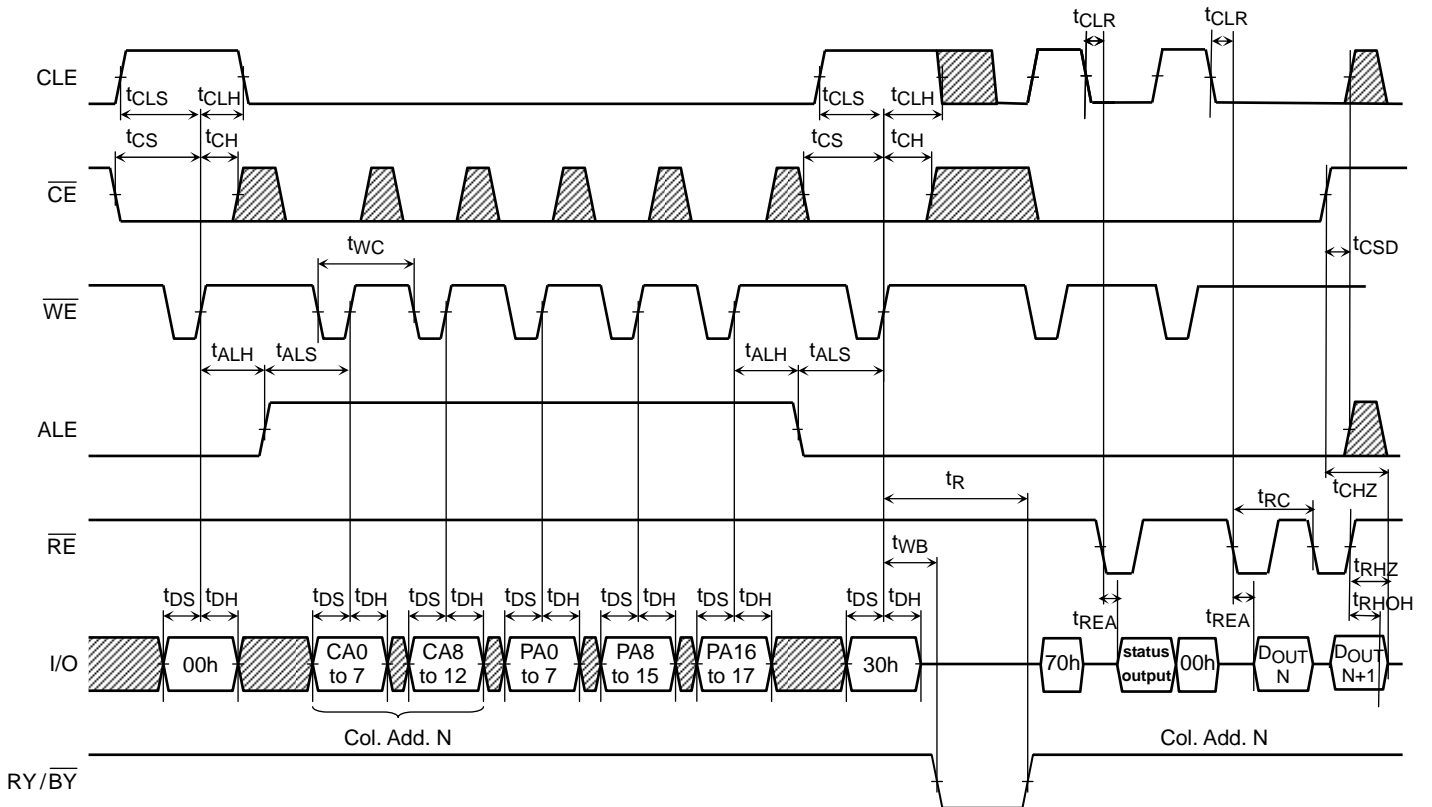 tCLR tCLR
CLE
tCLS tCLH tCLS tCLH
tCS tCH tCS tCH
CE
tWC tCSD
WE
tALH tALS tALH tALS
ALE
tR tCHZ
tRC
RE
tWB
tRHZ
tDS tDH tDS tDH tDS tDH tDS tDH tDS tDH tDS tDH tDS tDH tRHOH
tREA tREA
I/O 00h CA0 to 7 CA8 to 12 PA0 to 7 PA8 to 15 PA16 to 17 30h 70h status output 00h DOUT N DOUT N+1
Col. Add. N Col. Add. N
RY/BY